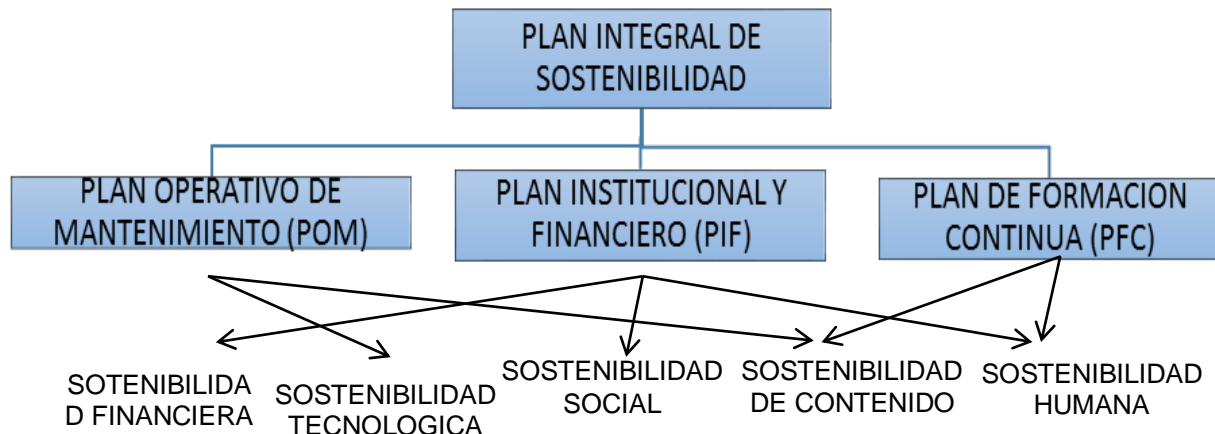 PLAN INTEGRAL DE
SOSTENIBILIDAD
PLAN OPERATIVO DE
MANTENIMIENTO (POM)
PLAN INSTITUCIONAL Y
FINANCIERO (PIF)
PLAN DE FORMACION
CONTINUA (PFC)
SOTENIBILIDA
D FINANCIERA
SOSTENIBILIDAD
TECNOLOGICA
SOSTENIBILIDAD
SOCIAL
SOSTENIBILIDAD
DE CONTENIDO
SOSTENIBILIDAD
HUMANA